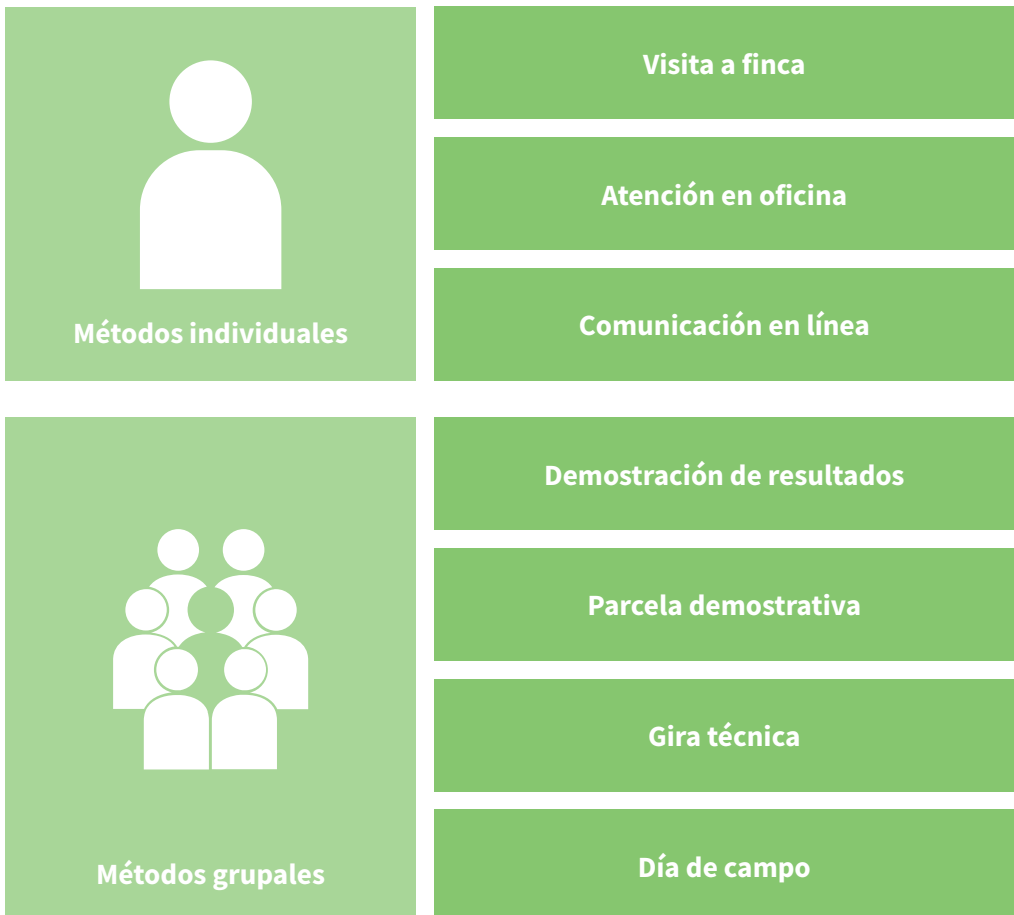 Métodos individuales
Visita a finca
Atención en oficina
Comunicación en línea
Métodos grupales
Demostración de resultados
Parcela demostrativa
Gira técnica
Día de campo